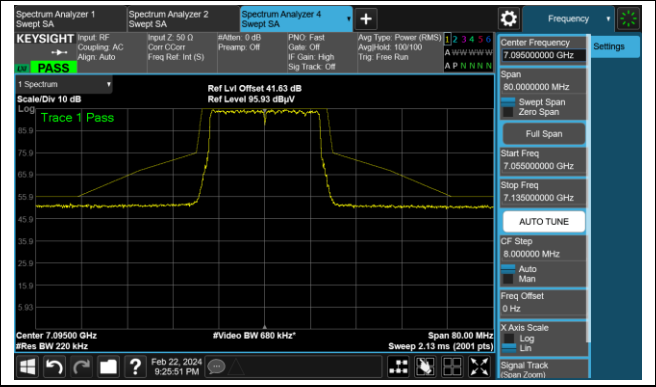 Spectrum Analyzer 1
Swept SA
Spectrum Analyzer 2
Swept SA
Spectrum Analyzer 4
Swept SA
Frequency
KEYSIGHT
Input: RF
Coupling: AC
Align: Auto
Input Z: 50 Ω
Corr CCorr
Freq Ref: Int (S)
#Atten: 0 dB
Preamp: Off
PNO: Fast
Gate: Off
IF Gain: High
Sig Track: Off
Avg Type: Power (RMS)
Avg|Hold: 100/100
Trig: Free Run
1 2 3 4 5 6
A W W W W W
A P N N N N
PASS
1 Spectrum
Scale/Div 10 dB
Ref Lvl Offset 41.63 dB
Ref Level 95.93 dBµV
Log
Trace 1 Pass
85.9
75.9
65.9
55.9
45.9
35.9
25.9
15.9
5.93
Center 7.09500 GHz
#Res BW 220 kHz
#Video BW 680 kHz*
Span 80.00 MHz
Sweep 2.13 ms (2001 pts)
Center Frequency
7.095000000 GHz
Settings
Span
80.0000000 MHz
Swept Span
Zero Span
Full Span
Start Freq
7.055000000 GHz
Stop Freq
7.135000000 GHz
AUTO TUNE
CF Step
8.000000 MHz
Auto
Man
Freq Offset
0 Hz
X Axis Scale
Log
Lin
Signal Track
(Span Zoom)
?
Feb 22, 2024
9:25:51 PM